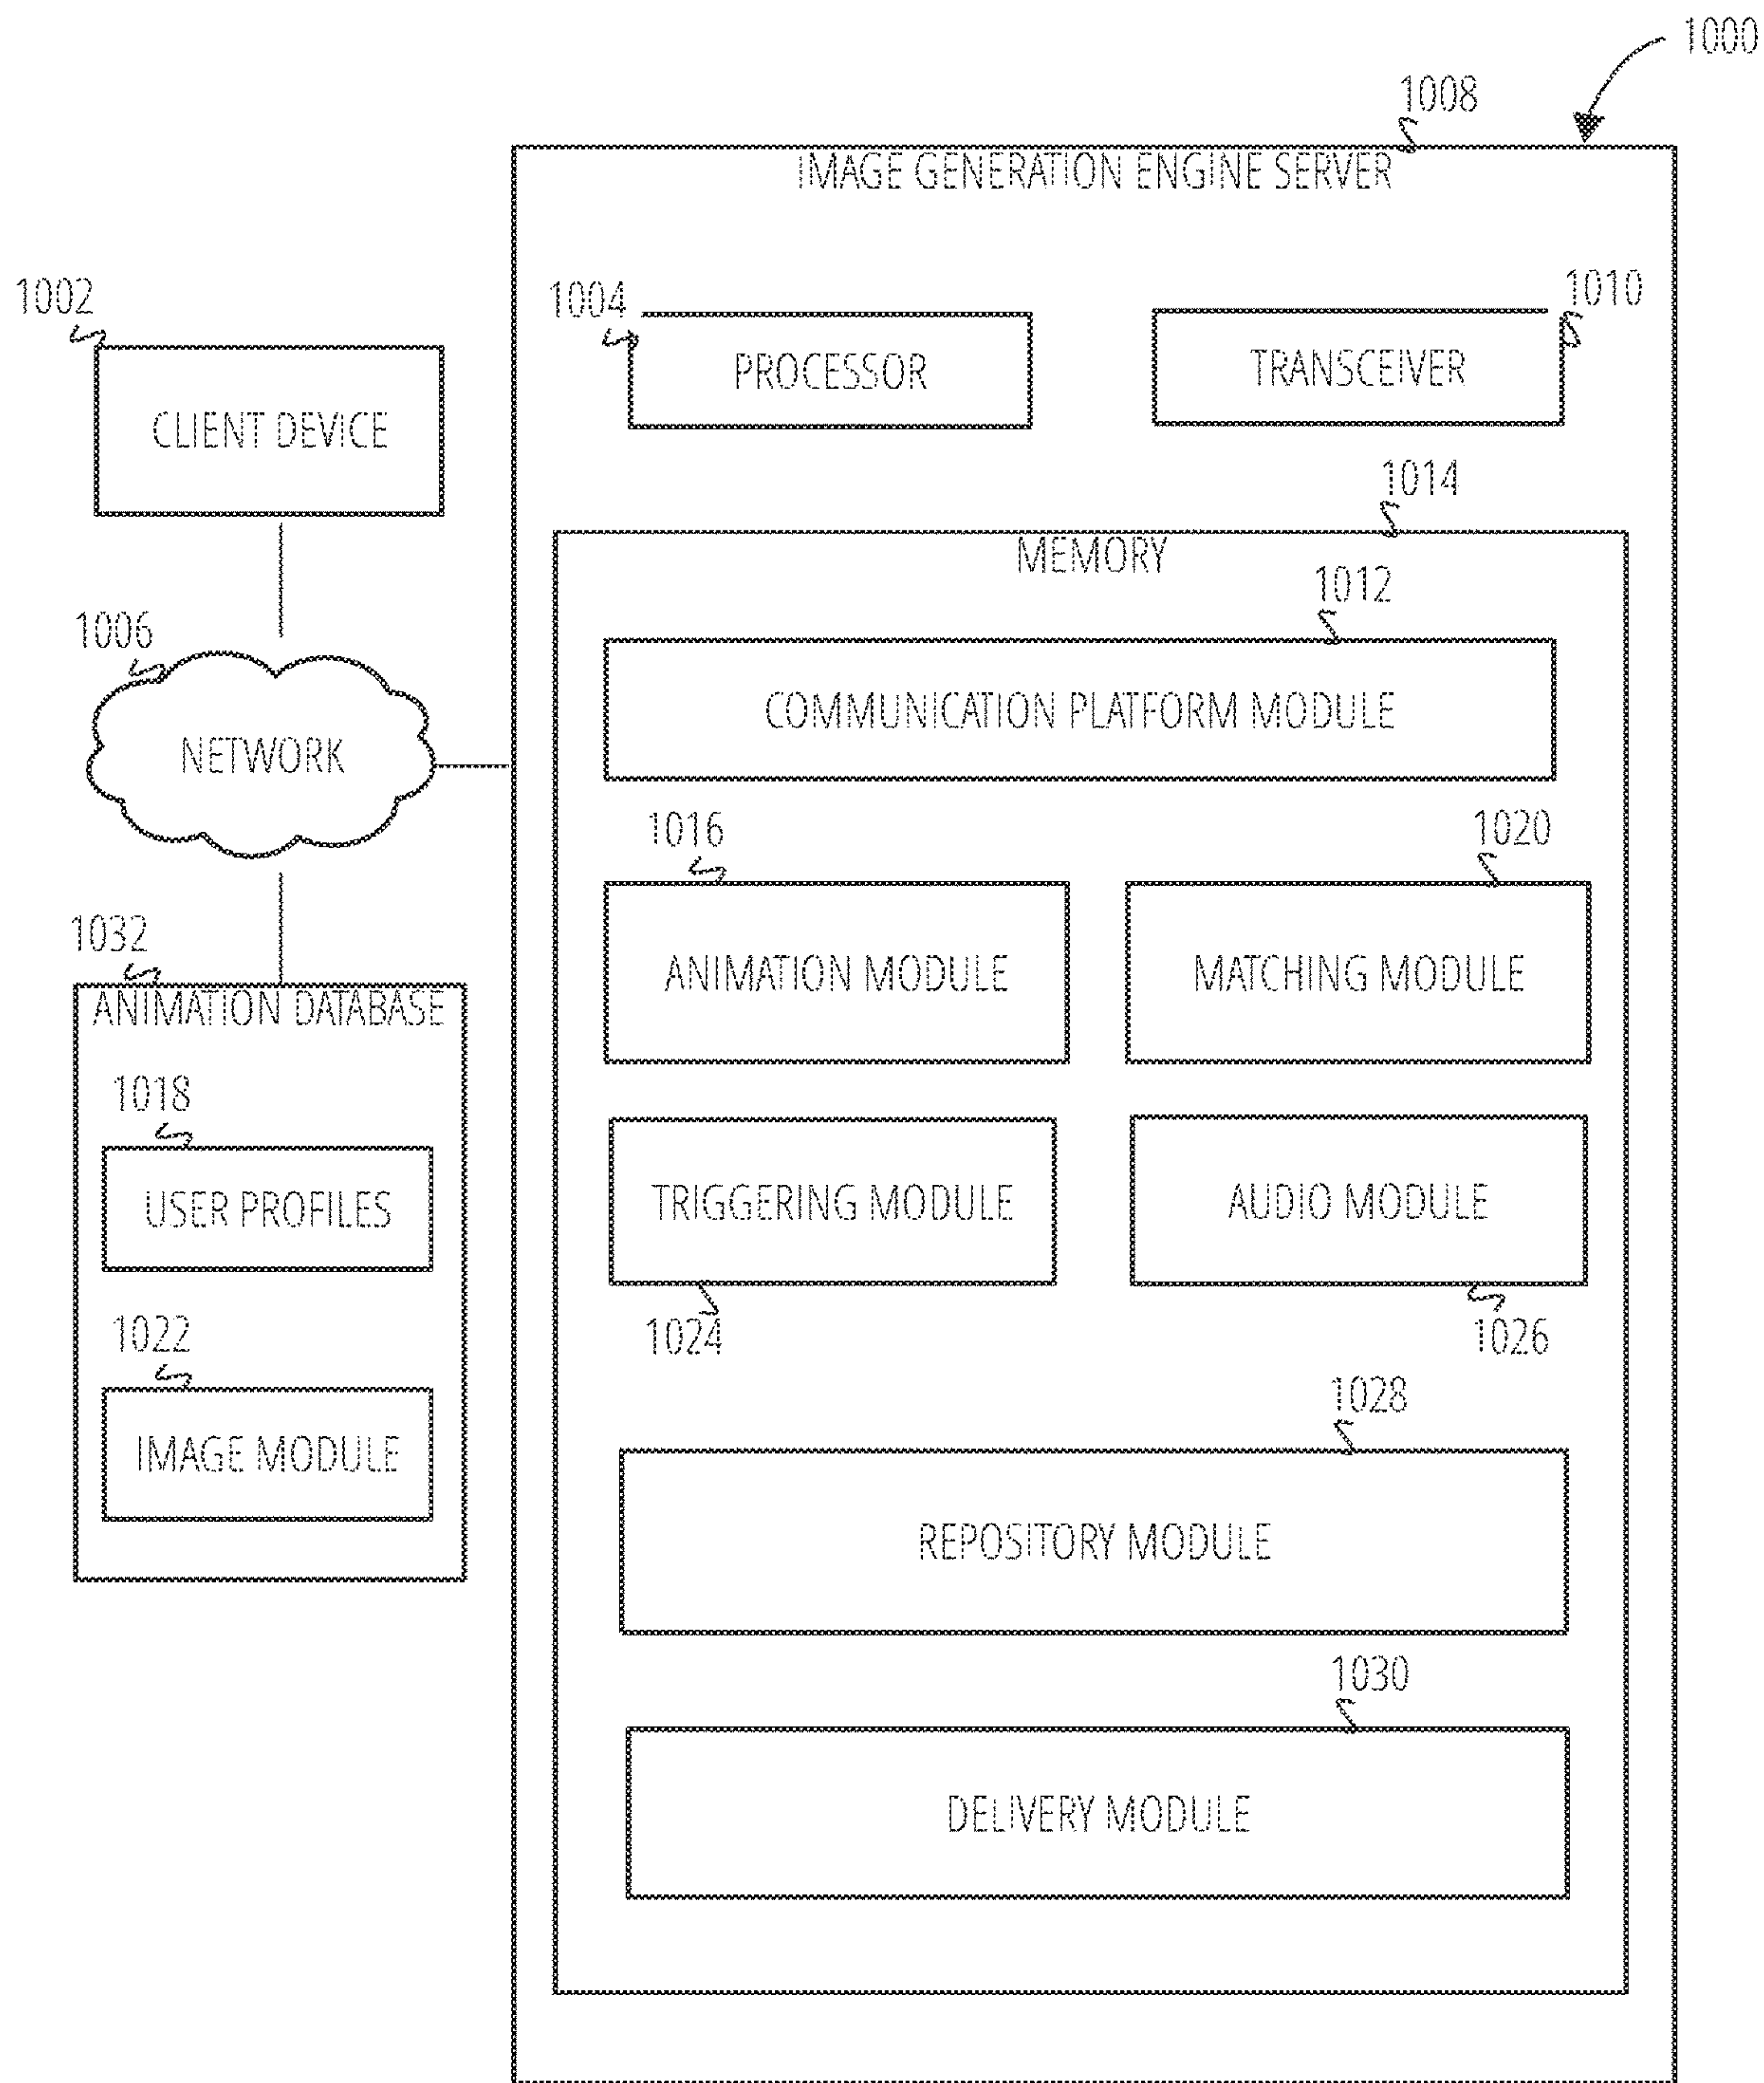 1000
1008
IMAGE GENERATION ENGINE SERVER
1002
CLIENT DEVICE
1004
PROCESSOR
1010
TRANSCEIVER
1014
MEMORY
1006
NETWORK
1012
COMMUNICATION PLATFORM MODULE
1016
ANIMATION MODULE
1020
MATCHING MODULE
1032
ANIMATION DATABASE
1018
USER PROFILES
1022
IMAGE MODULE
TRIGGERING MODULE
1024
AUDIO MODULE
1026
1028
REPOSITORY MODULE
1030
DELIVERY MODULE